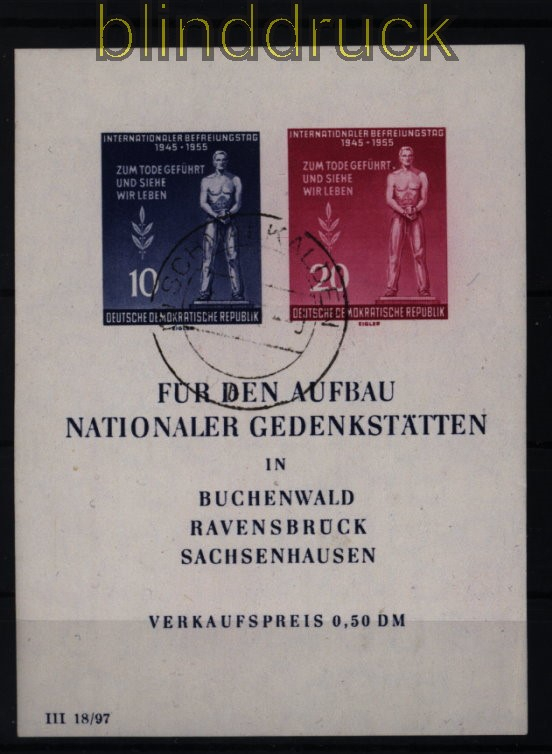 blinddruck
INTERNATIONALER BEFREIUNGSTAG
1945 - 1955
ZUM TODE GEFÜHRT
UND SIEHE
WIR LEBEN
10
DEUTSCHE DEMOKRATISCHE REPUBLIK
EIGLER
INTERNATIONALER BEFREIUNGSTAG
1945 - 1955
ZUM TODE GEFÜHRT
UND SIEHE
WIR LEBEN
20
DEUTSCHE DEMOKRATISCHE REPUBLIK
EIGLER
FÜR DEN AUFBAU
NATIONALER GEDENKSTÄTTEN
IN
BUCHENWALD
RAVENSBRÜCK
SACHSENHAUSEN
VERKAUFSPREIS 0,50 DM
III 18/97